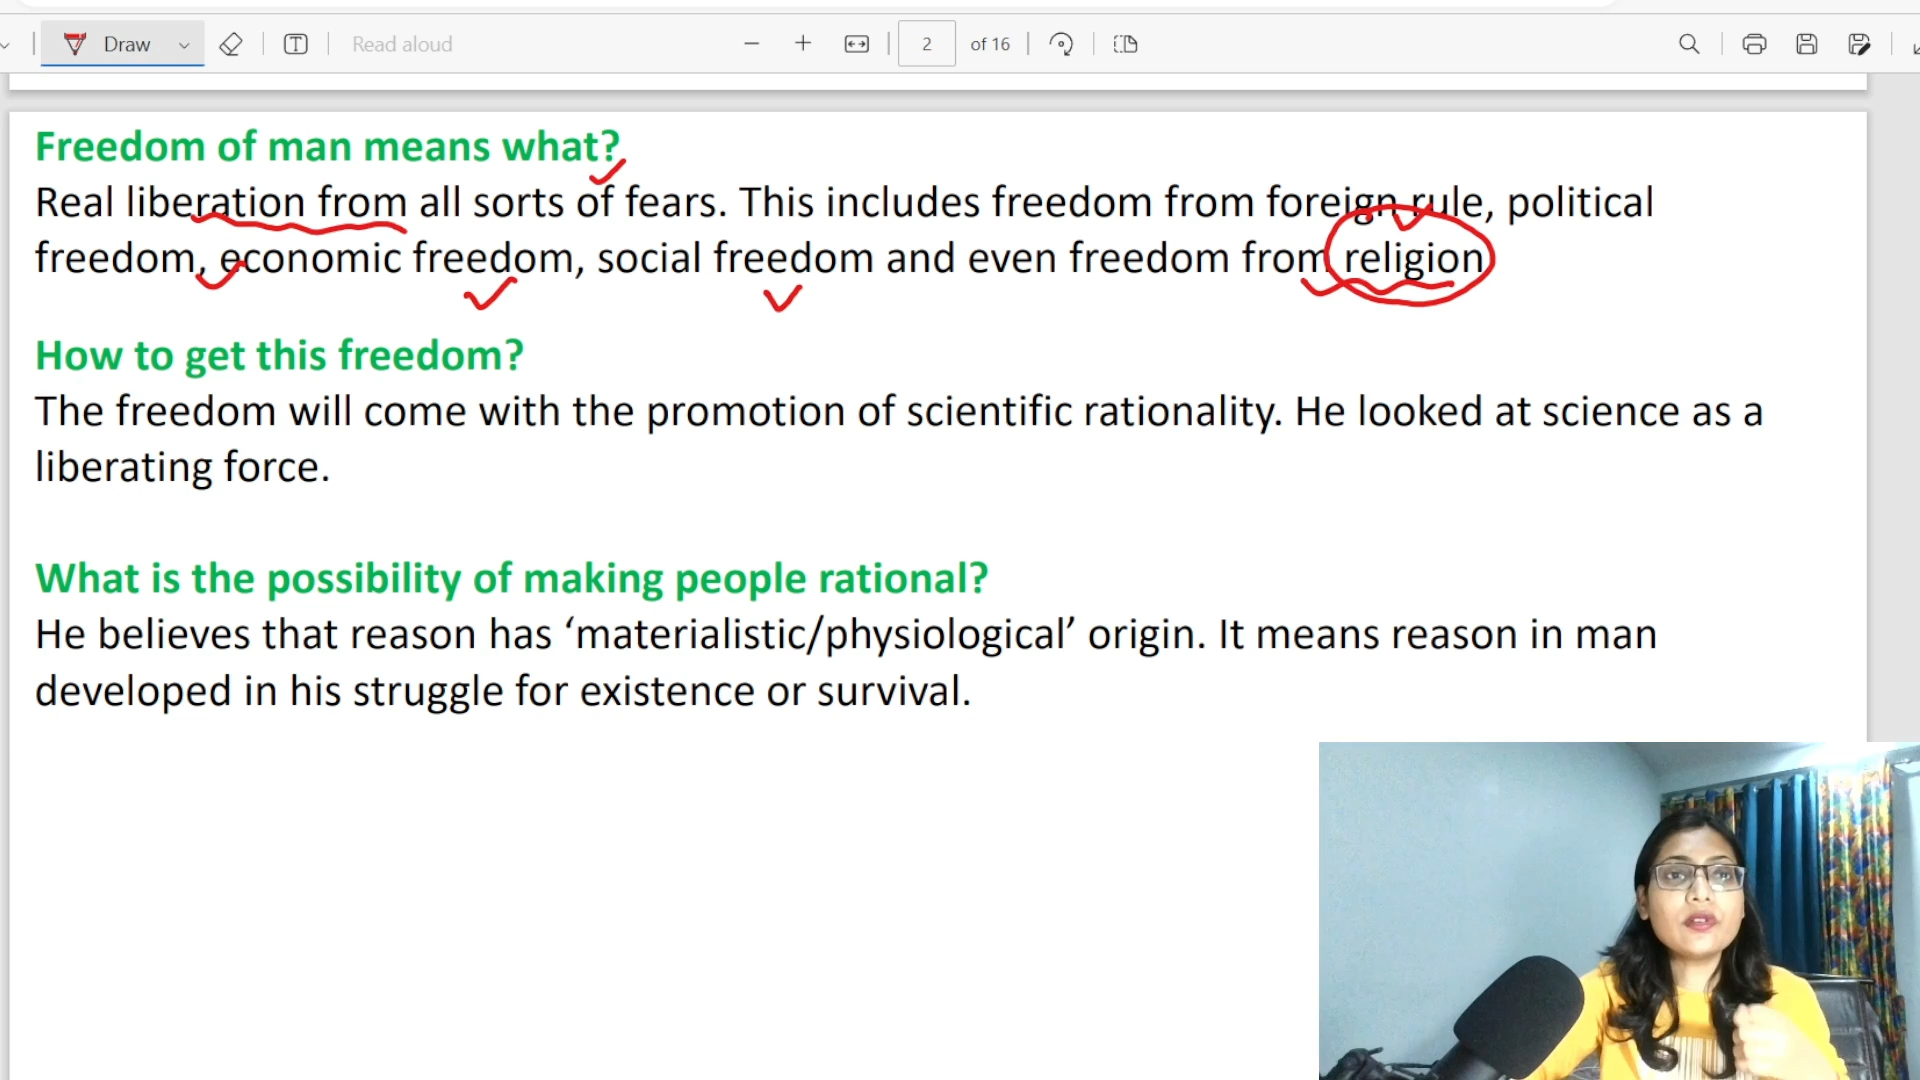 Draw
Read aloud
2
of 16
Freedom of man means what?
Real liberation from all sorts of fears. This includes freedom from foreign rule, political
freedom, economic freedom, social freedom and even freedom from religion
How to get this freedom?
The freedom will come with the promotion of scientific rationality. He looked at science as a
liberating force.
What is the possibility of making people rational?
He believes that reason has ‘materialistic/physiological’ origin. It means reason in man
developed in his struggle for existence or survival.